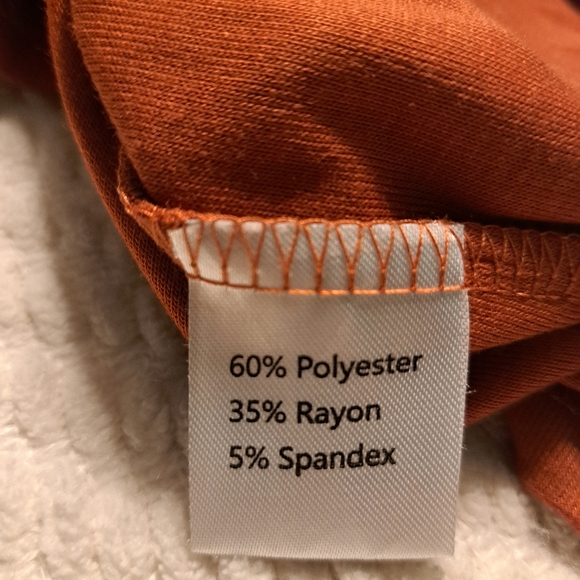 60% Polyester
35% Rayon
5% Spandex